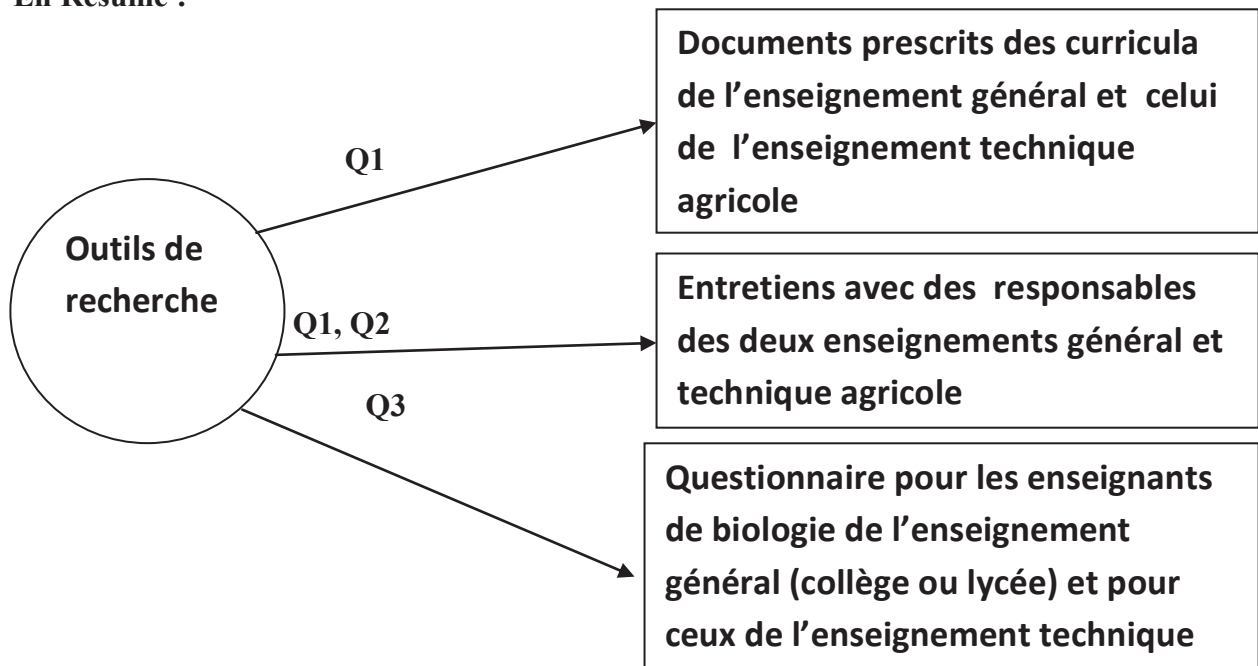 En Résumé :
Documents prescrits des curricula
de l’enseignement général et celui
de l’enseignement technique
agricole
Q1
Outils de
recherche
Entretiens avec des responsables
des deux enseignements général et
technique agricole
Q1, Q2
Q3
Questionnaire pour les enseignants
de biologie de l’enseignement
général (collège ou lycée) et pour
ceux de l’enseignement technique